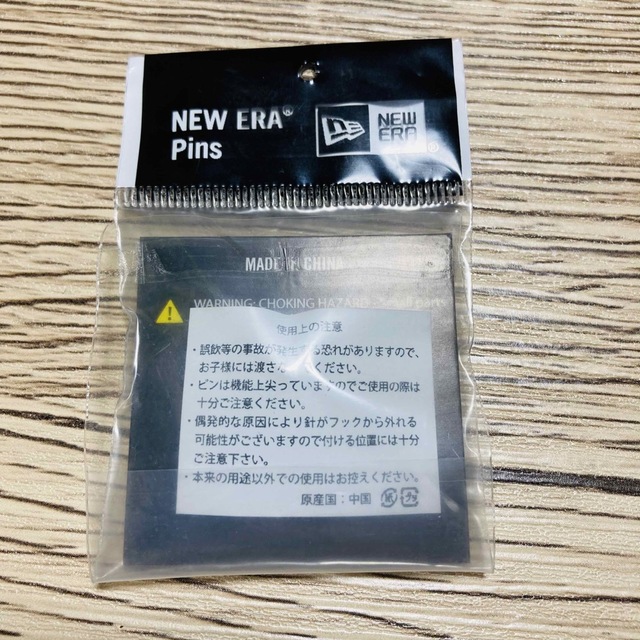 NEW ERA®
Pins
NEW
ERA®
MADE IN CHINA
WARNING: CHOKING HAZARD - Small parts
使用上の注意
・誤飲等の事故が発生する恐れがありますので、
お子様には渡さないでください。
・ピンは機能上尖っていますのでご使用の際は
十分ご注意ください。
・偶発的な原因により針がフックから外れる
可能性がございますので付ける位置には十分
ご注意下さい。
・本来の用途以外での使用はお控えください。
原産国：中国 紙 プラ